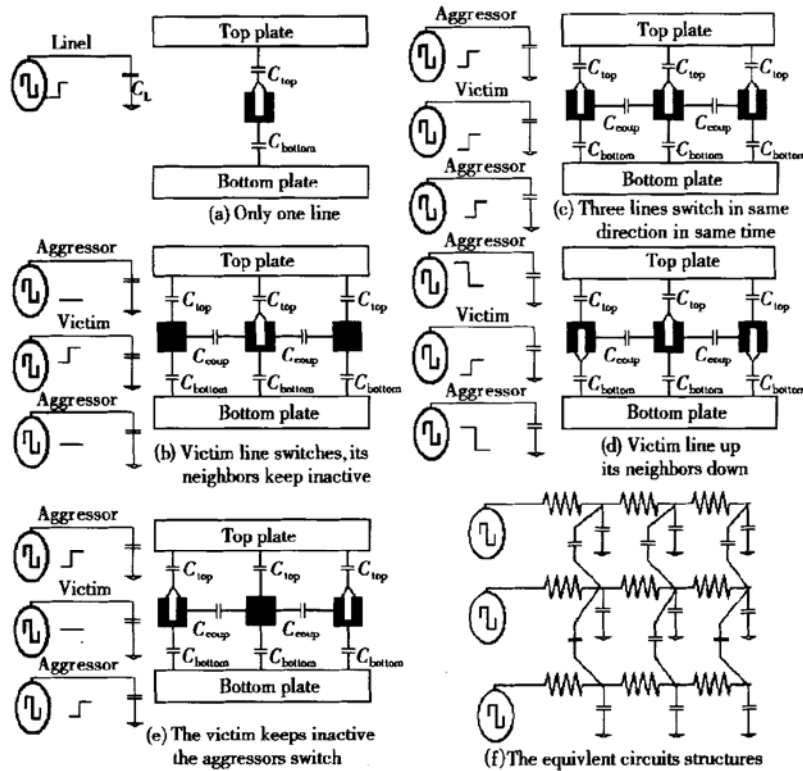 Linel
C_L
Top plate
C_top
C_bottom
Bottom plate
(a) Only one line
Aggressor
Victim
Aggressor
Top plate
C_top C_top C_top
C_coup C_coup
C_bottom C_bottom C_bottom
Bottom plate
(c) Three lines switch in same
direction in same time
Aggressor
Victim
Aggressor
Top plate
C_top C_top C_top
C_coup C_coup
C_bottom C_bottom C_bottom
Bottom plate
(b) Victim line switches, its
neighbors keep inactive
Aggressor
Victim
Aggressor
Top plate
C_top C_top C_top
C_coup C_coup
C_bottom C_bottom C_bottom
Bottom plate
(d) Victim line up
its neighbors down
Aggressor
Victim
Aggressor
Top plate
C_top C_top C_top
C_coup C_coup
C_bottom C_bottom C_bottom
Bottom plate
(e) The victim keeps inactive
the aggressors switch
(f) The equivlent circuits structures